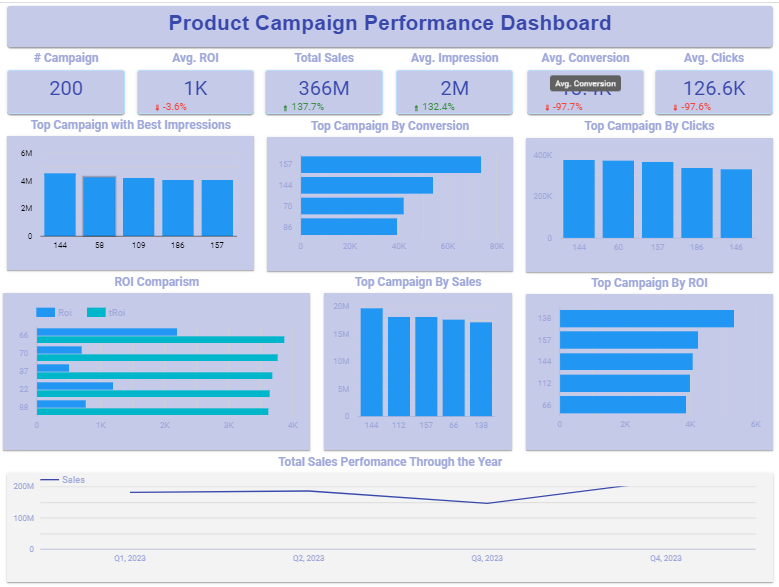 Product Campaign Performance Dashboard
# Campaign
Avg. ROI
Total Sales
Avg. Impression
Avg. Conversion
Avg. Clicks
200
1K
366M
2M
Avg. Conversion
126.6K
-3.6%
137.7%
132.4%
-97.7%
-97.6%
Top Campaign with Best Impressions
Top Campaign By Conversion
Top Campaign By Clicks
6M
4M
2M
0
144 58 109 186 157
157
144
70
86
0 20K 40K 60K 80K
400K
200K
0
144 60 157 186 146
ROI Comparism
Top Campaign By Sales
Top Campaign By ROI
Roi tRoi
66
70
37
22
88
0 1K 2K 3K 4K
20M
15M
10M
5M
0
144 112 157 66 138
138
157
144
112
66
0 2K 4K 6K
Total Sales Perfomance Through the Year
Sales
200M
100M
0
Q1, 2023 Q2, 2023 Q3, 2023 Q4, 2023